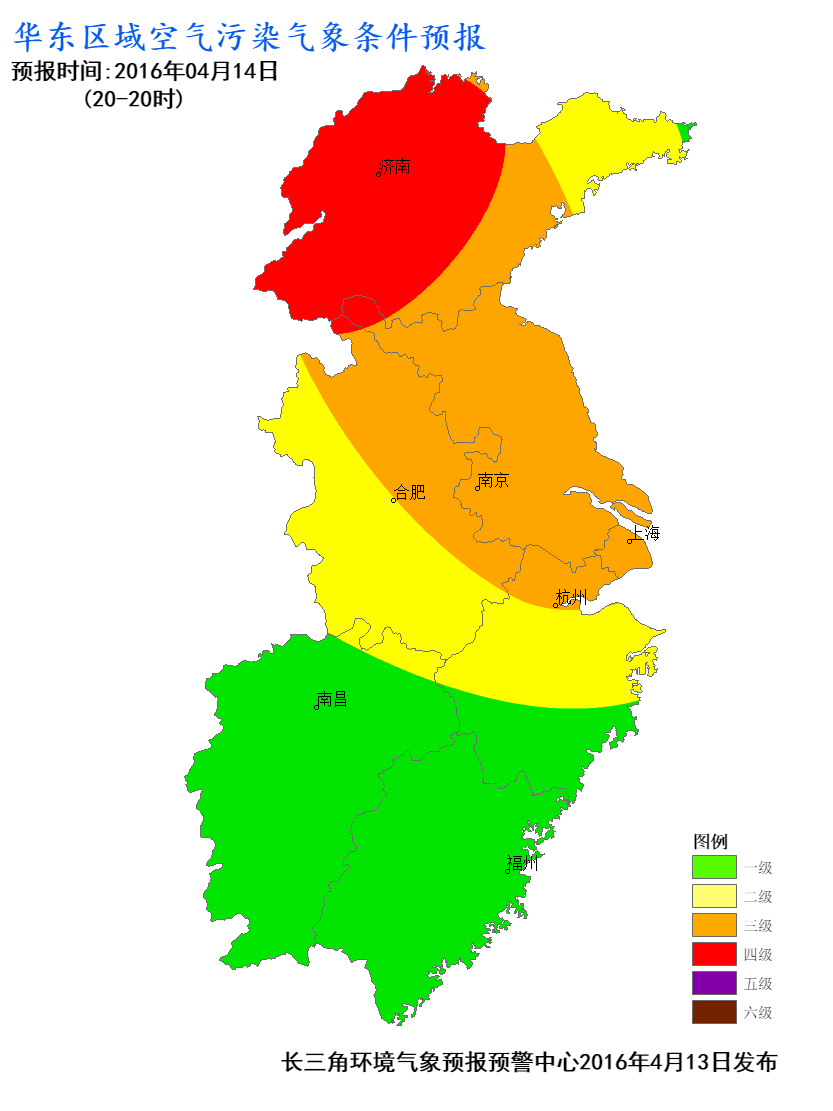 华东区域空气污染气象条件预报
预报时间:2016年04月14日
(20-20时)
济南
南京
合肥
上海
杭州
南昌
福州
图例
一级
二级
三级
四级
五级
六级
长三角环境气象预报预警中心2016年4月13日发布